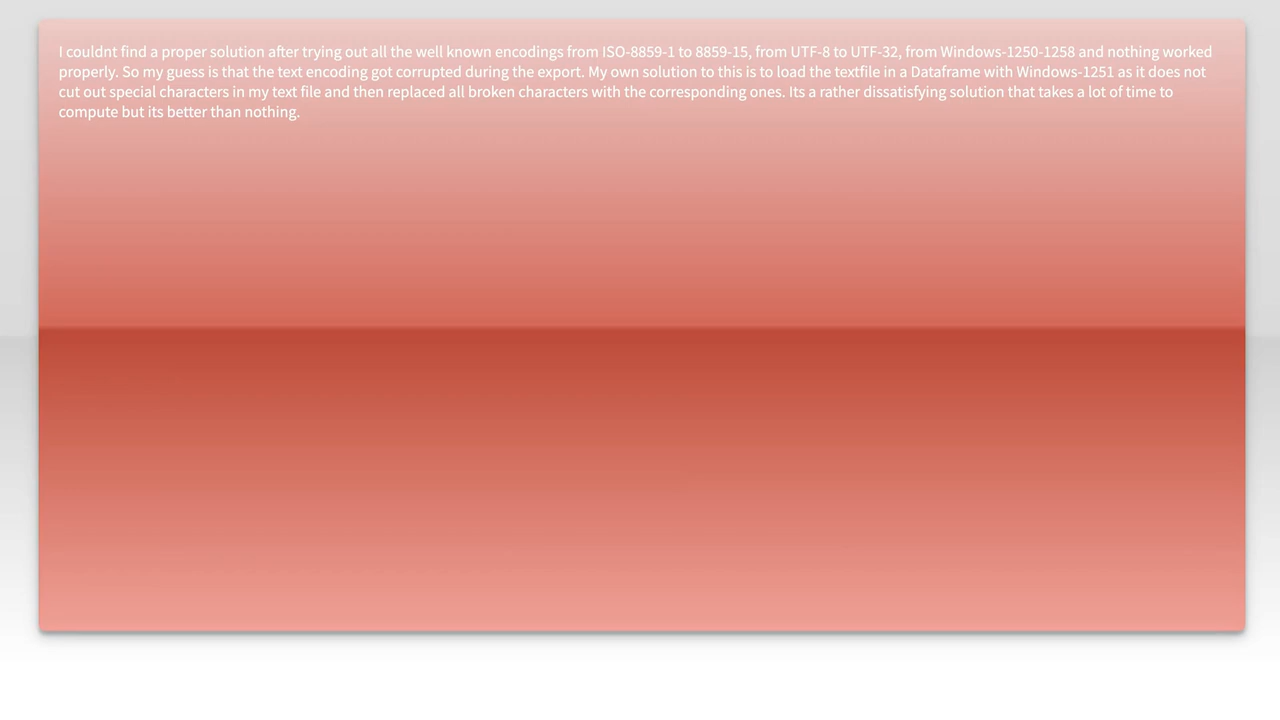 I couldnt find a proper solution after trying out all the well known encodings from ISO-8859-1 to 8859-15, from UTF-8 to UTF-32, from Windows-1250-1258 and nothing worked
properly. So my guess is that the text encoding got corrupted during the export. My own solution to this is to load the textfile in a Dataframe with Windows-1251 as it does not
cut out special characters in my text file and then replaced all broken characters with the corresponding ones. Its a rather dissatisfying solution that takes a lot of time to
compute but its better than nothing.